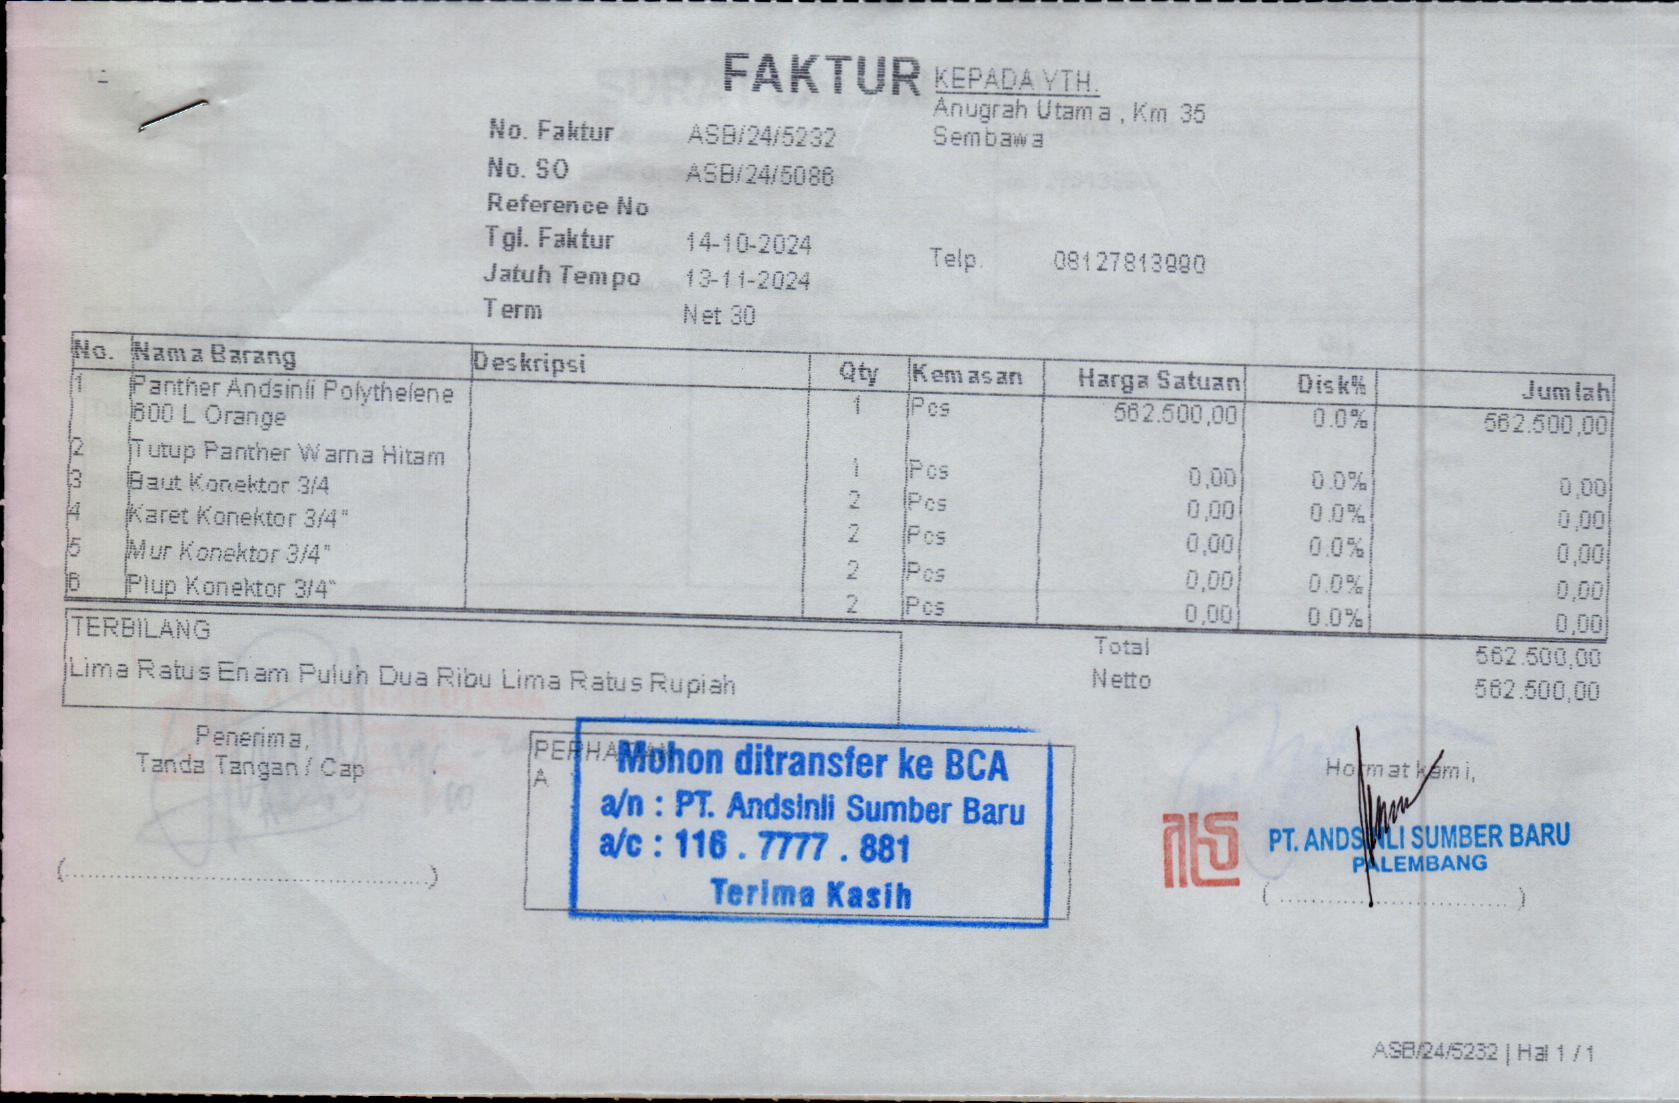 FAKTUR
KEPADA YTH.
Anugrah Utama , Km 35
Sembawa
No. Faktur ASB/24/5232
No. SO ASB/24/5086
Reference No
Tgl. Faktur 14-10-2024
Jatuh Tempo 13-11-2024
Term Net 30
Telp. 08127813990
No. Nama Barang Deskripsi Qty Kemasan Harga Satuan Disk% Jumlah
1 Panther Andsinli Polythelene 1 Pcs 562.500,00 0.0% 562.500,00
600 L Orange
2 Tutup Panther Warna Hitam 1 Pcs 0,00 0.0% 0,00
3 Baut Konektor 3/4 2 Pcs 0,00 0.0% 0,00
4 Karet Konektor 3/4" 2 Pcs 0,00 0.0% 0,00
5 Mur Konektor 3/4" 2 Pcs 0,00 0.0% 0,00
6 Plup Konektor 3/4" 2 Pcs 0,00 0.0% 0,00
TERBILANG
Lima Ratus Enam Puluh Dua Ribu Lima Ratus Rupiah
Total 562.500,00
Netto 562.500,00
Penerima,
Tanda Tangan / Cap
Mohon ditransfer ke BCA
a/n : PT. Andsinli Sumber Baru
a/c : 116 . 7777 . 881
Terima Kasih
Hormat kami,
PT. ANDSINLI SUMBER BARU
PALEMBANG
ASB/24/5232 | Hal 1 / 1